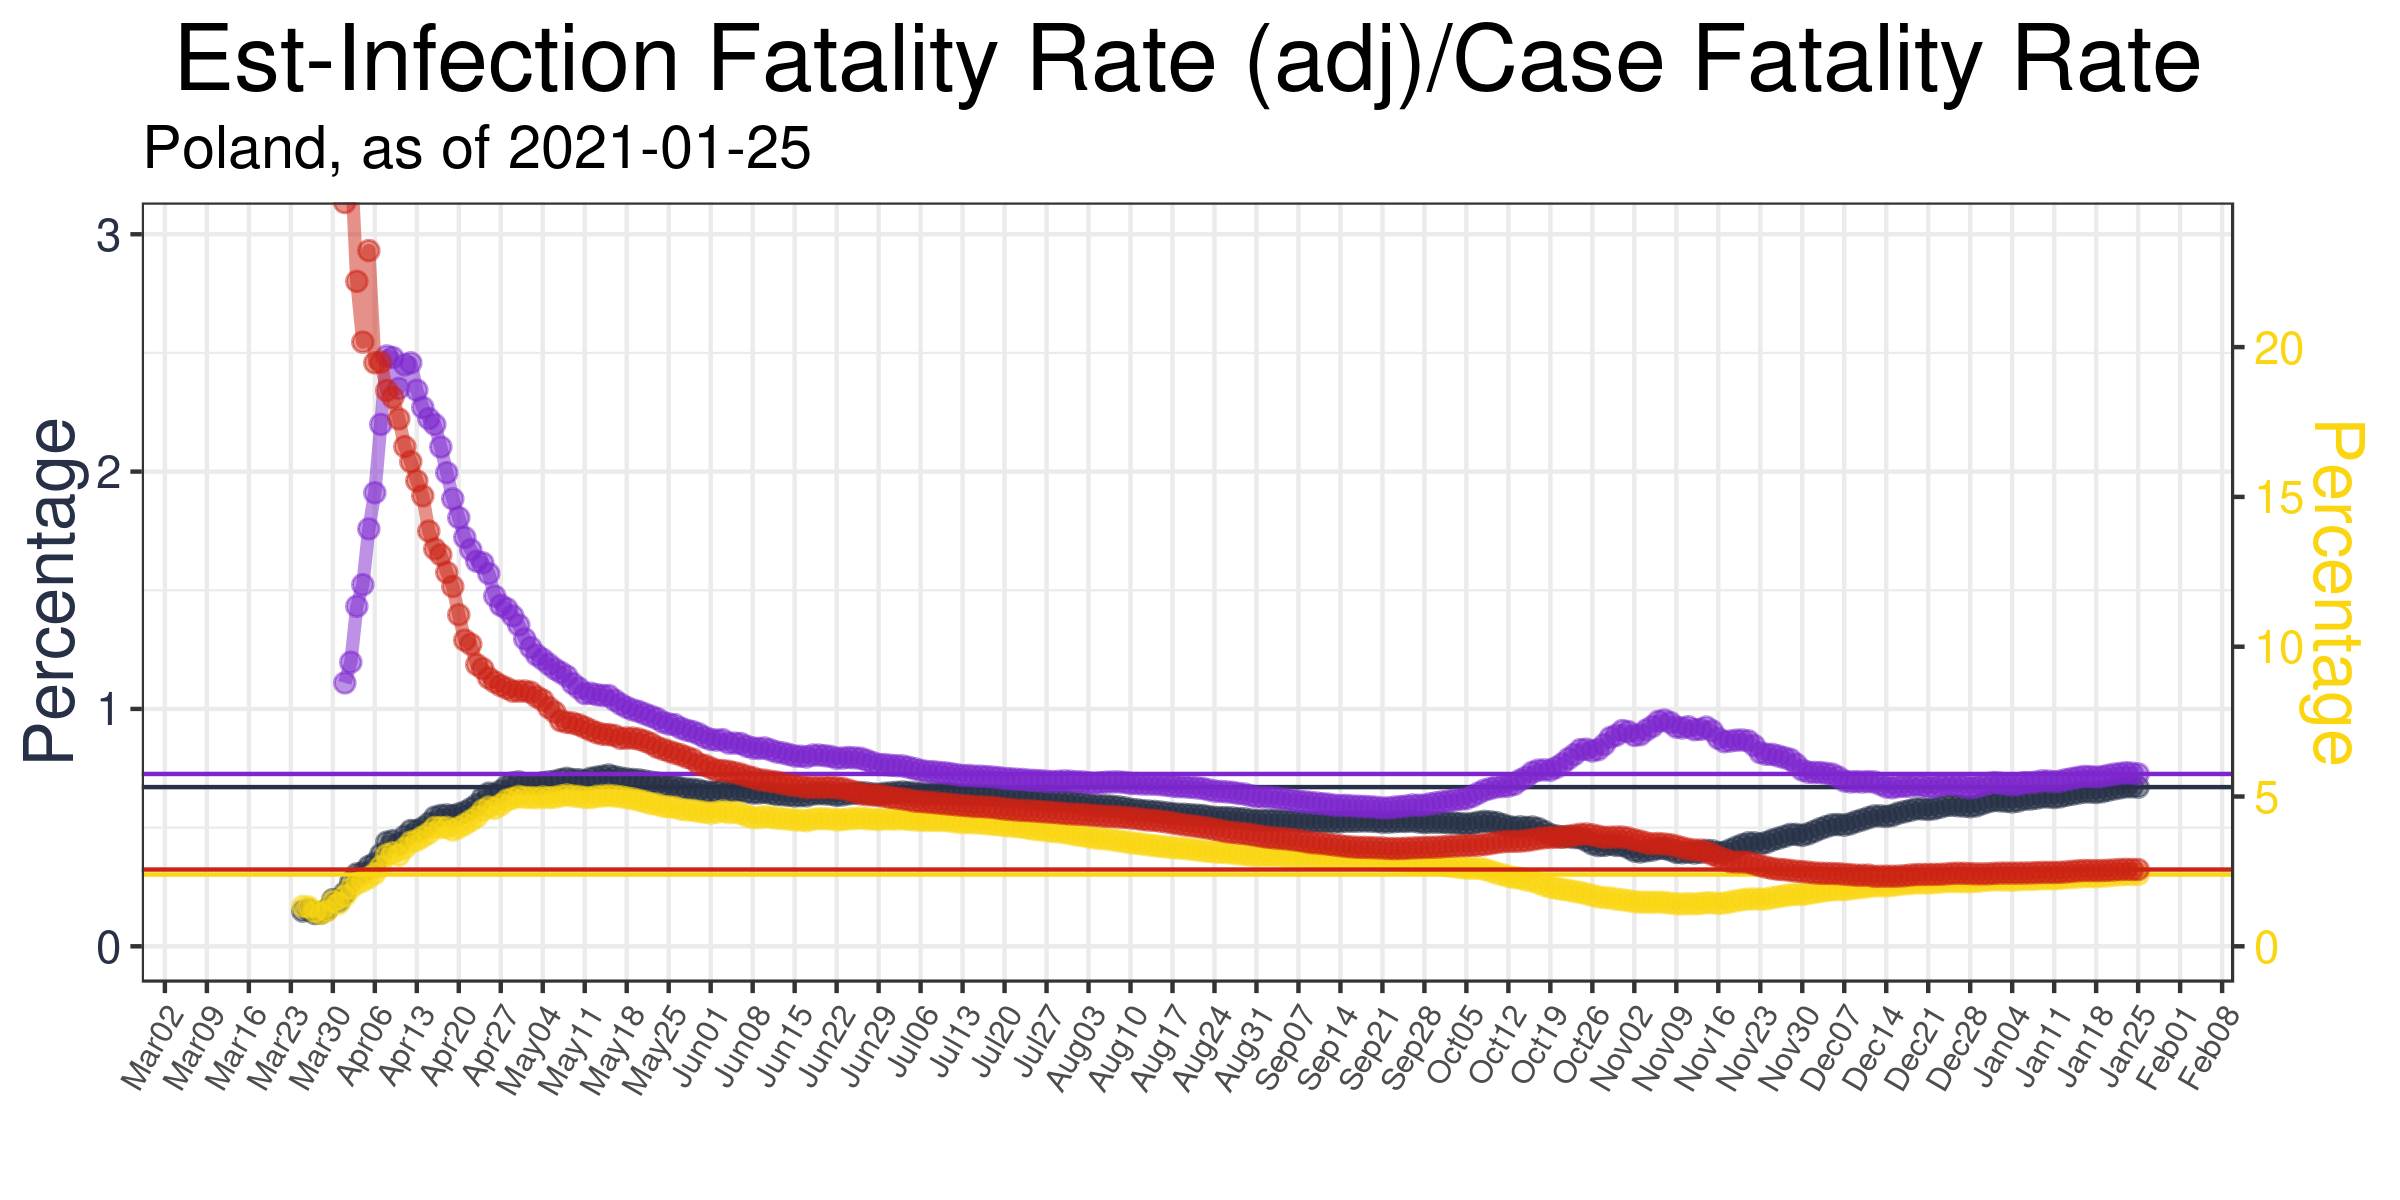 Est-Infection Fatality Rate (adj)/Case Fatality Rate
Poland, as of 2021-01-25
Percentage
3
2
1
0
20
15
10
5
0
Percentage
Mar02
Mar09
Mar16
Mar23
Mar30
Apr06
Apr13
Apr20
Apr27
May04
May11
May18
May25
Jun01
Jun08
Jun15
Jun22
Jun29
Jul06
Jul13
Jul20
Jul27
Aug03
Aug10
Aug17
Aug24
Aug31
Sep07
Sep14
Sep21
Sep28
Oct05
Oct12
Oct19
Oct26
Nov02
Nov09
Nov16
Nov23
Nov30
Dec07
Dec14
Dec21
Dec28
Jan04
Jan11
Jan18
Jan25
Feb01
Feb08